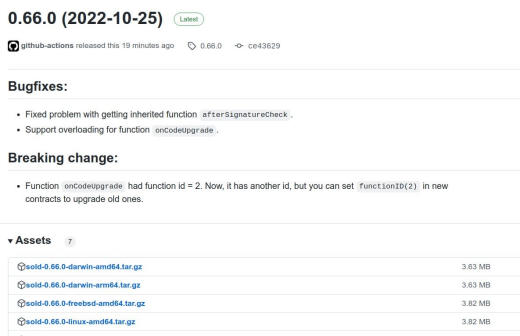 0.66.0 (2022-10-25) Latest
github-actions released this 19 minutes ago 0.66.0 ce43629
Bugfixes:
• Fixed problem with getting inherited function afterSignatureCheck.
• Support overloading for function onCodeUpgrade.
Breaking change:
• Function onCodeUpgrade had function id = 2. Now, it has another id, but you can set functionID(2) in new
contracts to upgrade old ones.
▾ Assets 7
sold-0.66.0-darwin-amd64.tar.gz 3.63 MB
sold-0.66.0-darwin-arm64.tar.gz 3.63 MB
sold-0.66.0-freebsd-amd64.tar.gz 3.82 MB
sold-0.66.0-linux-amd64.tar.gz 3.82 MB